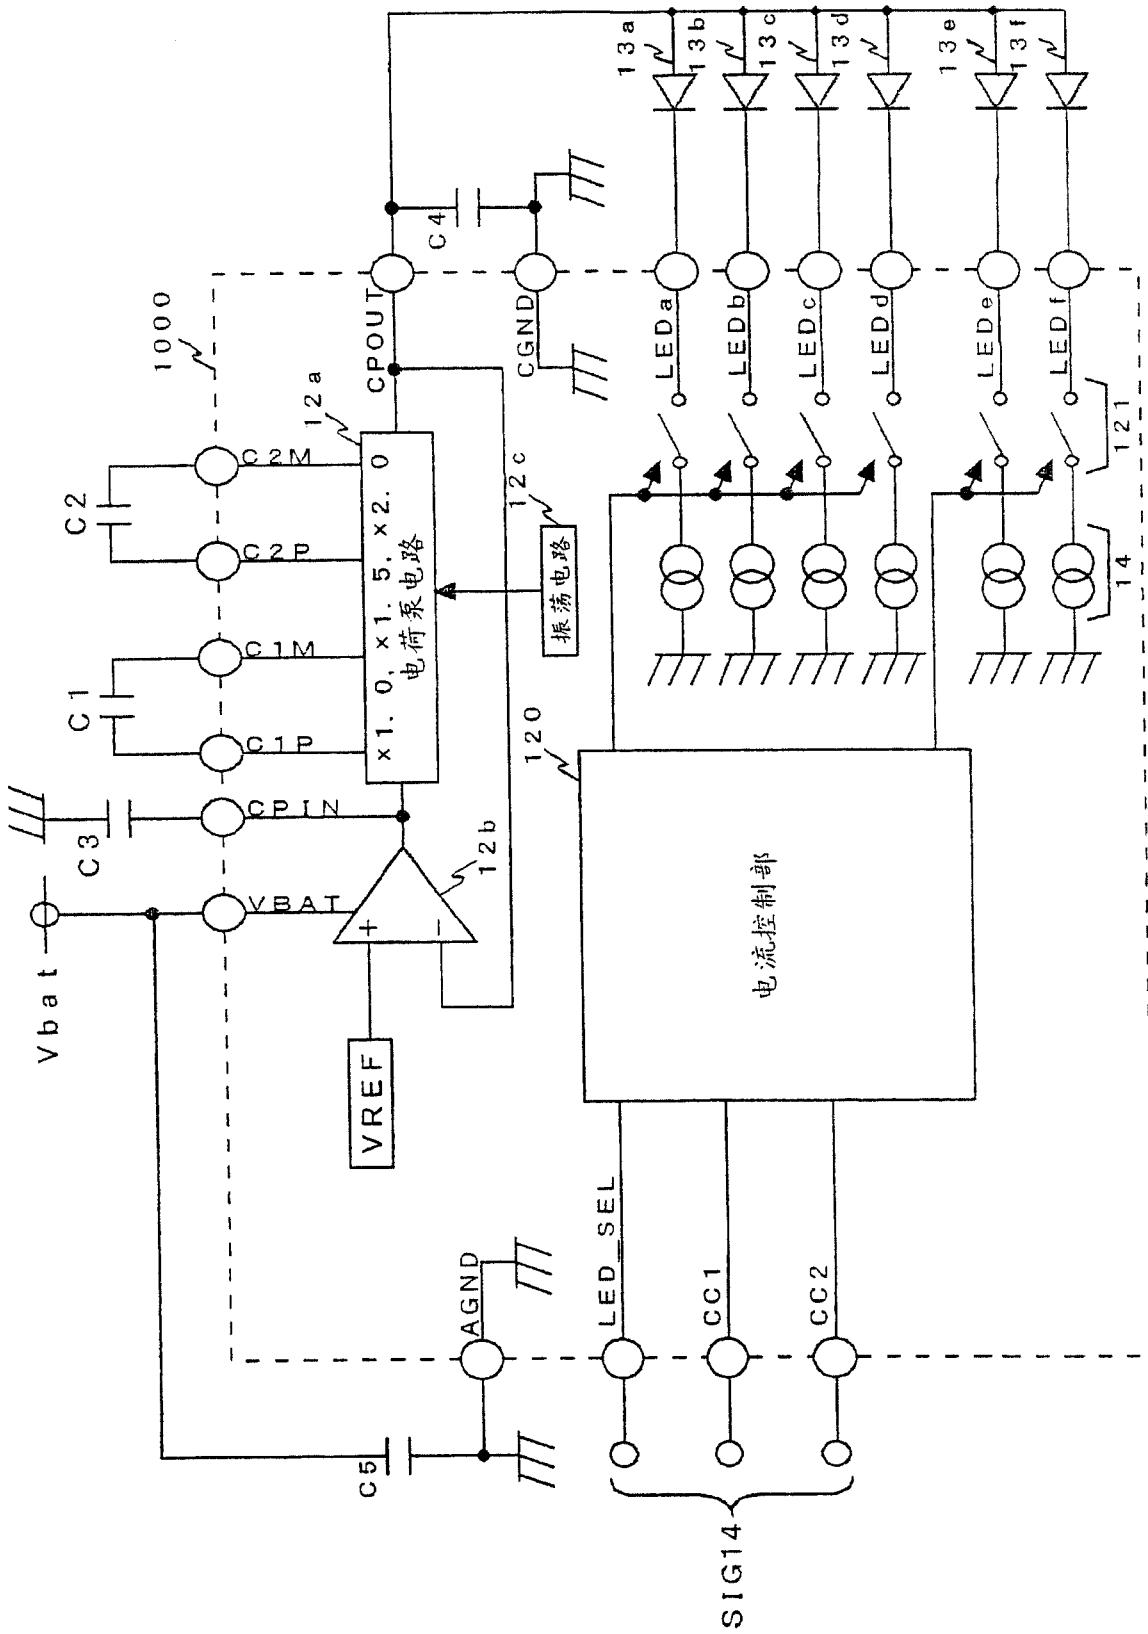 Vbat
C3
C1
C2
1000
VBAT
CPIN
C1P
C1M
C2P
C2M
12a
×1. 0, ×1. 5, ×2. 0
电荷泵电路
CPOUT
C4
CGND
VREF
+
−
12b
振荡电路
12c
C5
AGND
SIG14
LED_SEL
CC1
CC2
120
电流控制部
14
121
LEDa
LEDb
LEDc
LEDd
LEDe
LEDf
13a
13b
13c
13d
13e
13f